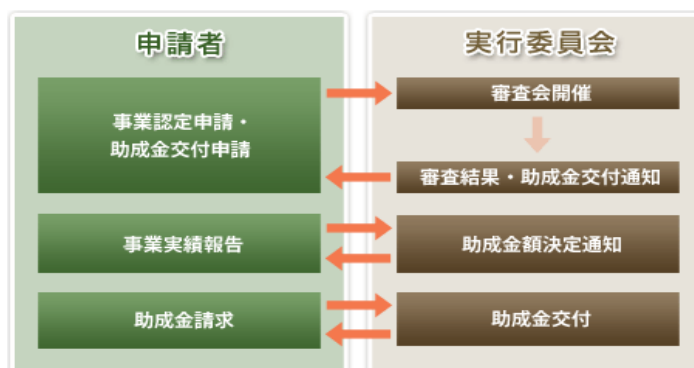 申請者
実行委員会
事業認定申請・
助成金交付申請
審査会開催
審査結果・助成金交付通知
事業実績報告
助成金額決定通知
助成金請求
助成金交付